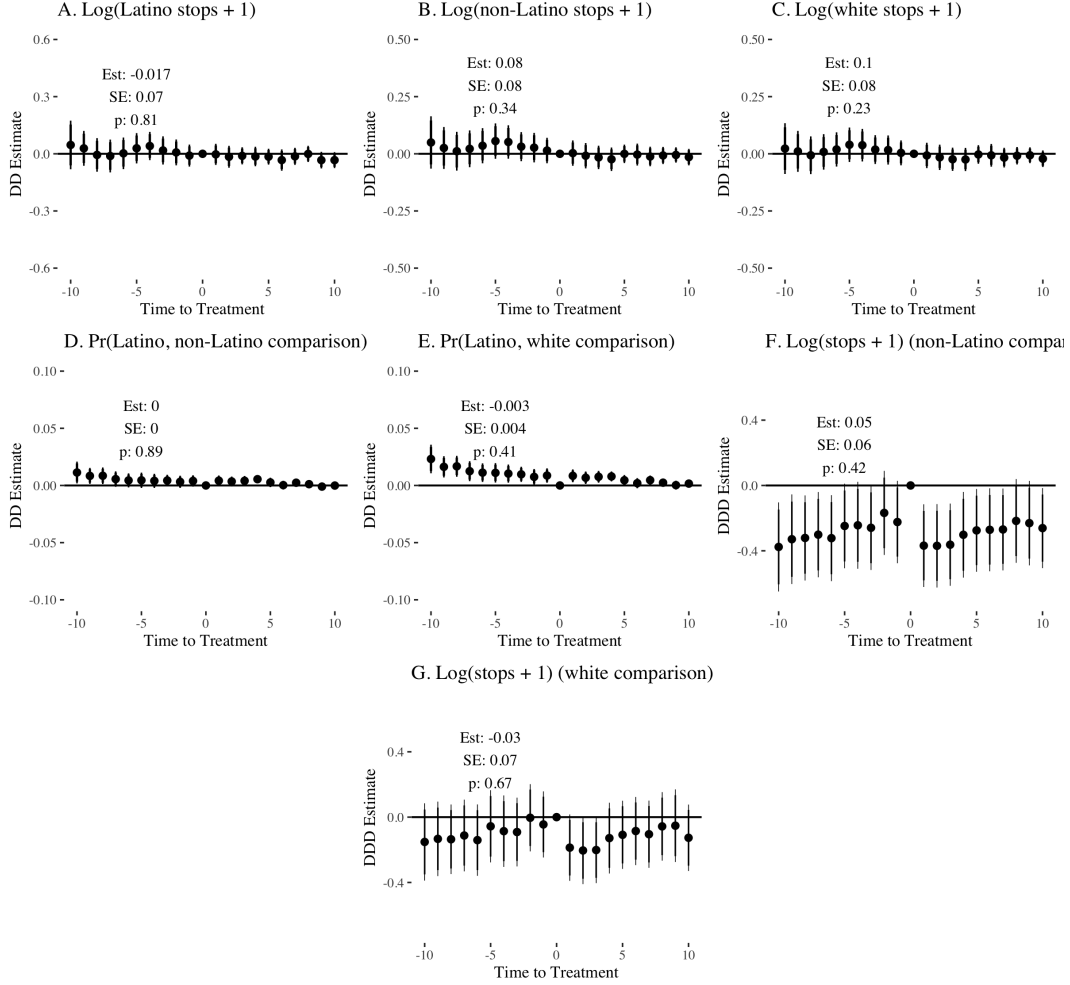 A. Log(Latino stops + 1)
0.6
0.3
0.0
-0.3
-0.6
DD Estimate
Est: -0.017
SE: 0.07
p: 0.81
-10 -5 0 5 10
Time to Treatment
B. Log(non-Latino stops + 1)
0.50
0.25
0.00
-0.25
-0.50
DD Estimate
Est: 0.08
SE: 0.08
p: 0.34
-10 -5 0 5 10
Time to Treatment
C. Log(white stops + 1)
0.50
0.25
0.00
-0.25
-0.50
DD Estimate
Est: 0.1
SE: 0.08
p: 0.23
-10 -5 0 5 10
Time to Treatment
D. Pr(Latino, non-Latino comparison)
0.10
0.05
0.00
-0.05
-0.10
DD Estimate
Est: 0
SE: 0
p: 0.89
-10 -5 0 5 10
Time to Treatment
E. Pr(Latino, white comparison)
0.10
0.05
0.00
-0.05
-0.10
DD Estimate
Est: -0.003
SE: 0.004
p: 0.41
-10 -5 0 5 10
Time to Treatment
F. Log(stops + 1) (non-Latino compar
0.4
0.0
-0.4
DDD Estimate
Est: 0.05
SE: 0.06
p: 0.42
-10 -5 0 5 10
Time to Treatment
G. Log(stops + 1) (white comparison)
0.4
0.0
-0.4
DDD Estimate
Est: -0.03
SE: 0.07
p: 0.67
-10 -5 0 5 10
Time to Treatment